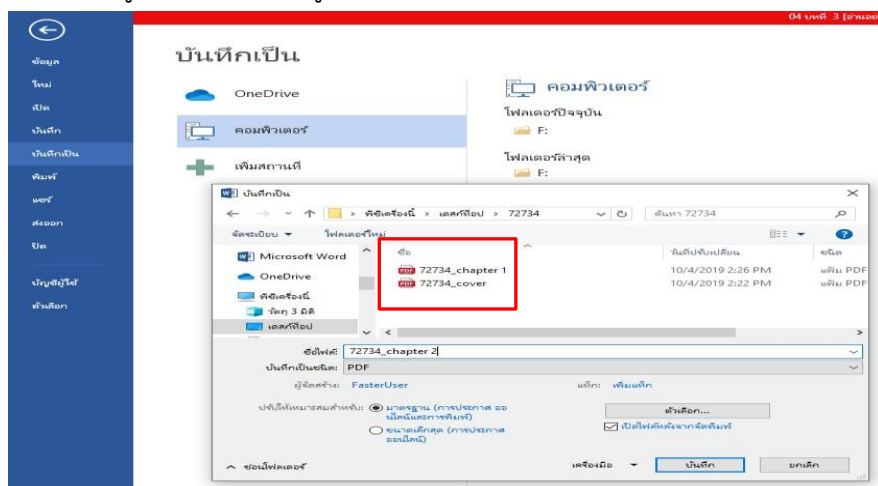 04 บทที่ 3 [อ่านอย่
ข้อมูล
ใหม่
เปิด
บันทึก
บันทึกเป็น
พิมพ์
แชร์
ส่งออก
ปิด
บัญชีผู้ใช้
ตัวเลือก
บันทึกเป็น
OneDrive
คอมพิวเตอร์
เพิ่มสถานที่
คอมพิวเตอร์
โฟลเดอร์ปัจจุบัน
F:
โฟลเดอร์ล่าสุด
F:
บันทึกเป็น
พีซีเครื่องนี้ > เดสก์ท็อป > 72734
ค้นหา 72734
จัดระเบียบ โฟลเดอร์ใหม่
Microsoft Word
OneDrive
พีซีเครื่องนี้
วัตถุ 3 มิติ
เดสก์ท็อป
ชื่อ วันที่ปรับเปลี่ยน ชนิด
72734_chapter 1 10/4/2019 2:26 PM แฟ้ม PDF
72734_cover 10/4/2019 2:22 PM แฟ้ม PDF
ชื่อไฟล์: 72734_chapter 2
บันทึกเป็นชนิด: PDF
ผู้จัดสร้าง: FasterUser แท็ก: เพิ่มแท็ก
ปรับให้เหมาะสมสำหรับ: มาตรฐาน (การประกาศ ออ
นไลน์และการพิมพ์)
ขนาดเล็กสุด (การประกาศ
ออนไลน์)
ตัวเลือก...
เปิดไฟล์หลังจากจัดพิมพ์
ซ่อนโฟลเดอร์ เครื่องมือ บันทึก ยกเลิก